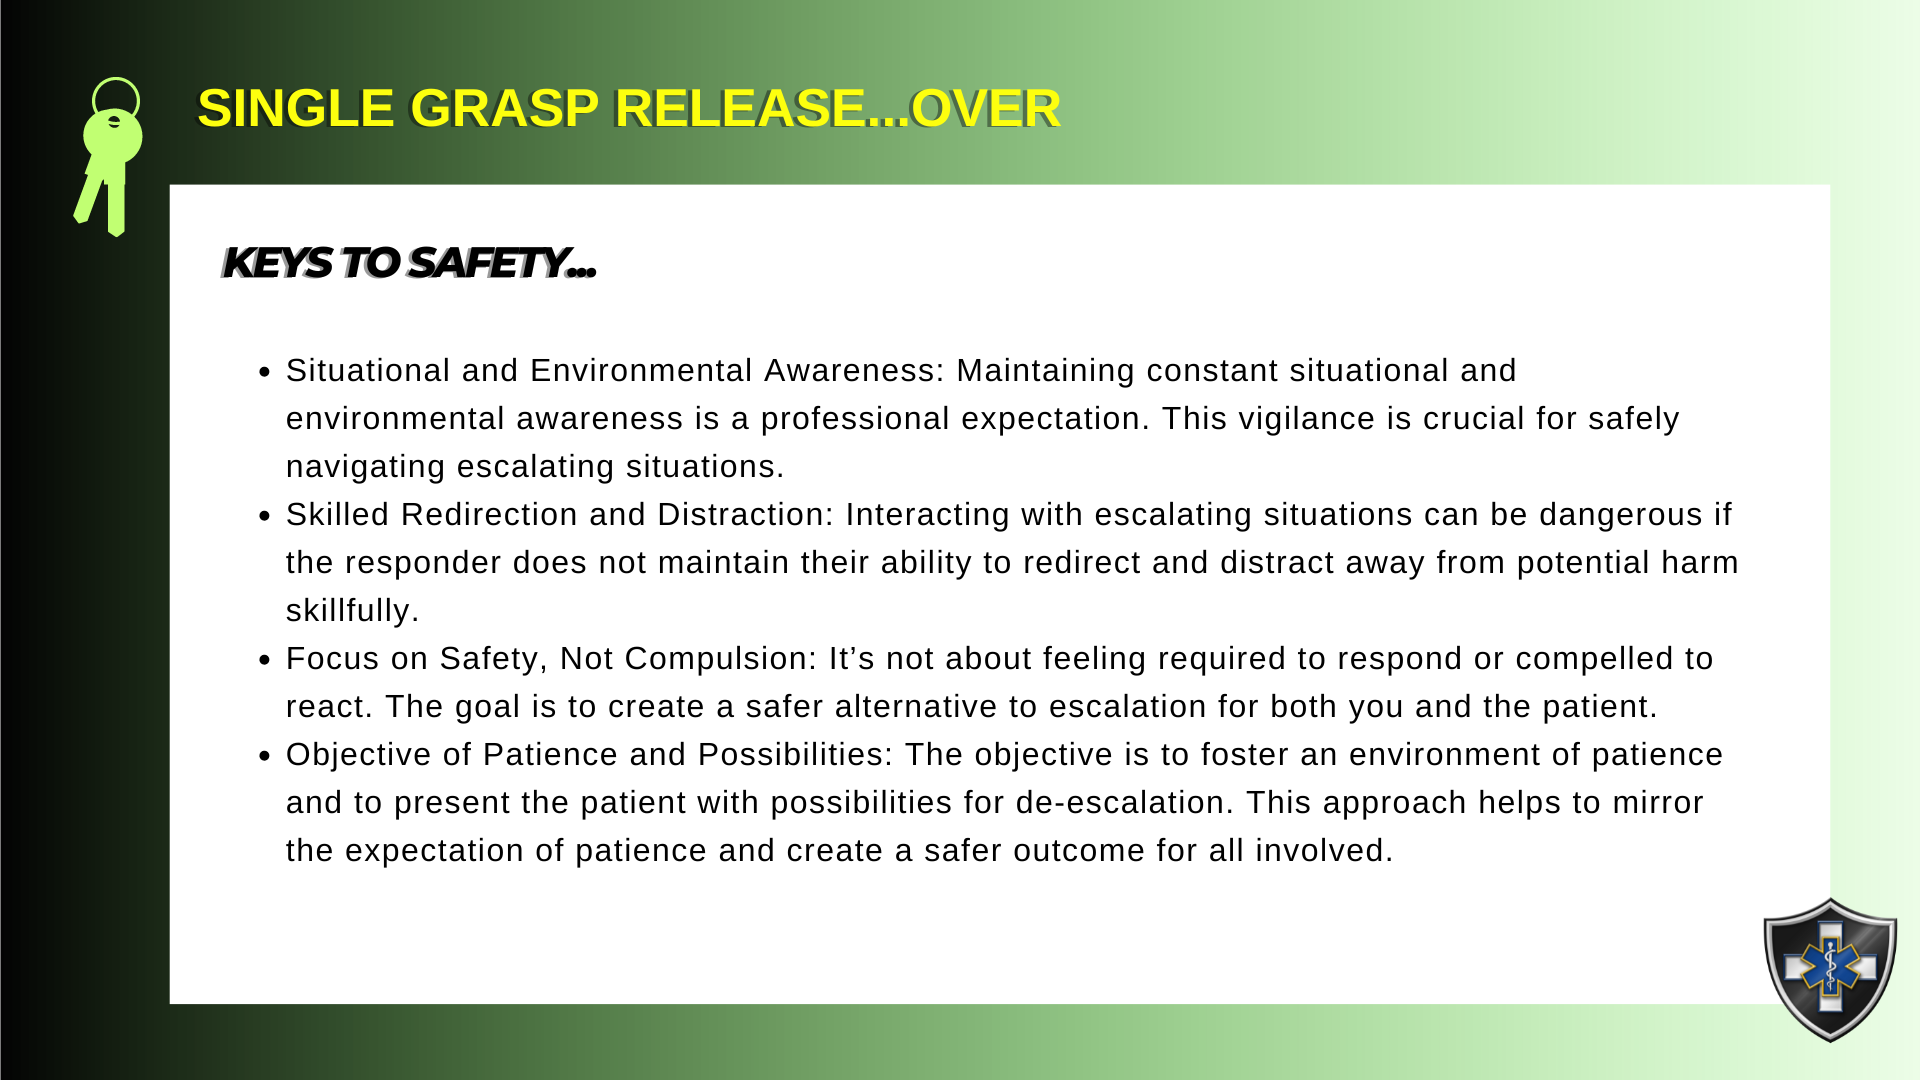 SINGLE GRASP RELEASE...OVER
KEYS TO SAFETY...
• Situational and Environmental Awareness: Maintaining constant situational and
environmental awareness is a professional expectation. This vigilance is crucial for safely
navigating escalating situations.
• Skilled Redirection and Distraction: Interacting with escalating situations can be dangerous if
the responder does not maintain their ability to redirect and distract away from potential harm
skillfully.
• Focus on Safety, Not Compulsion: It’s not about feeling required to respond or compelled to
react. The goal is to create a safer alternative to escalation for both you and the patient.
• Objective of Patience and Possibilities: The objective is to foster an environment of patience
and to present the patient with possibilities for de-escalation. This approach helps to mirror
the expectation of patience and create a safer outcome for all involved.